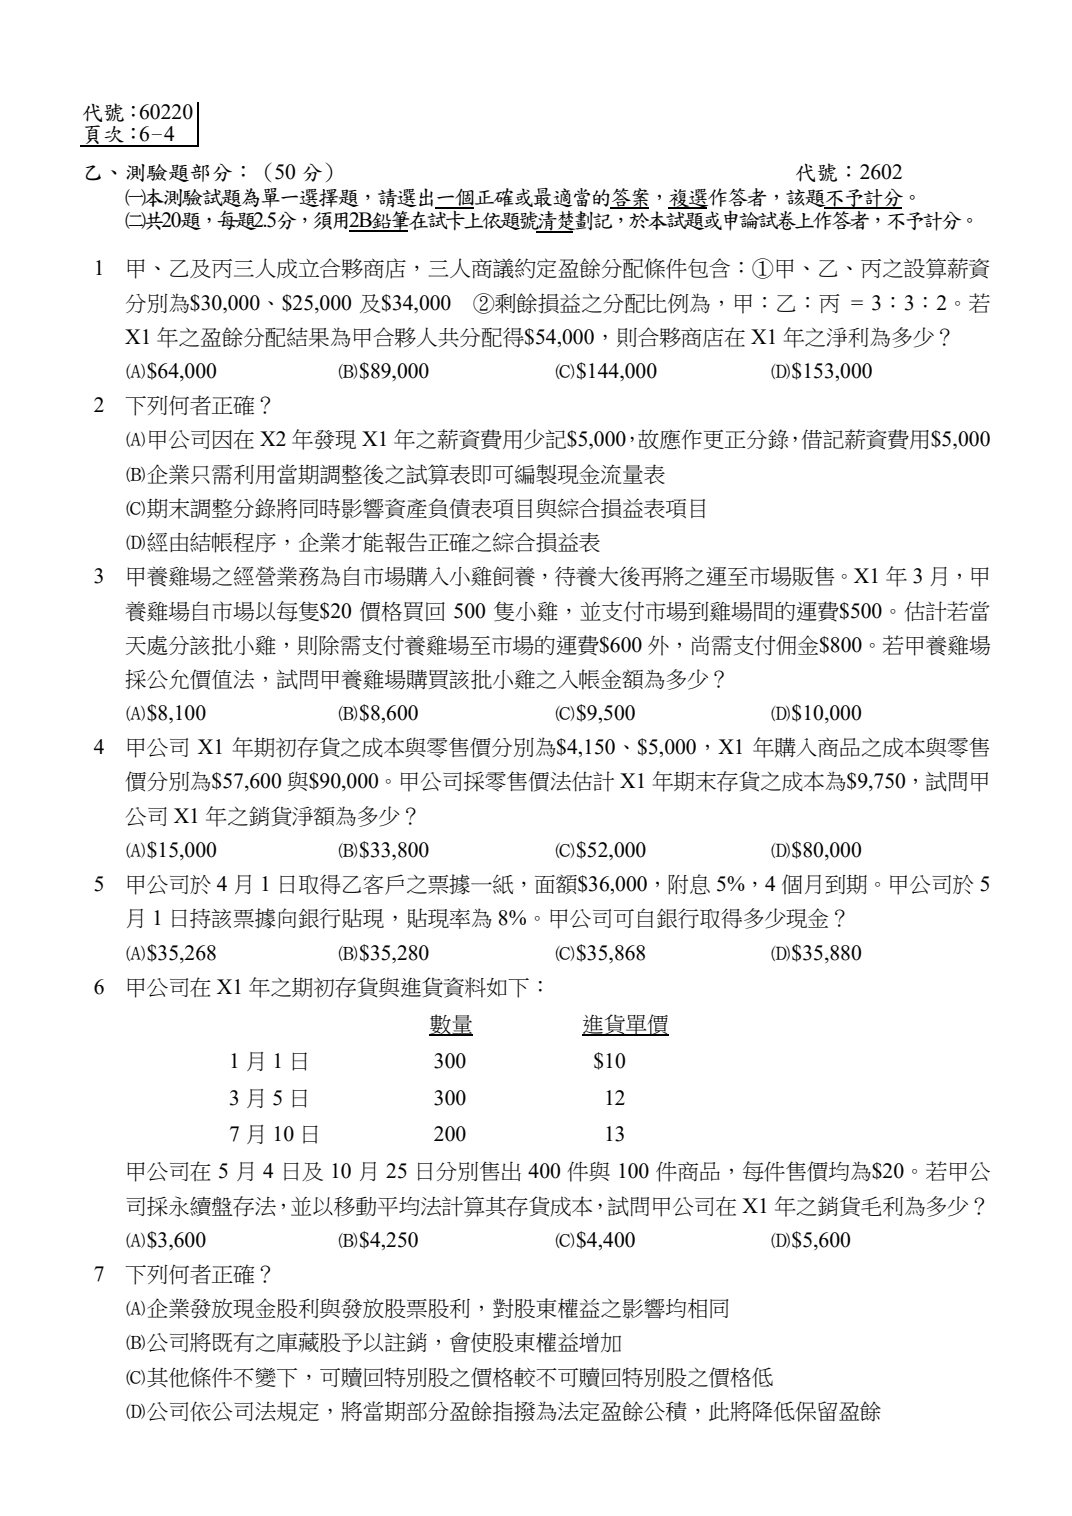 代號：60220
頁次：6－4
乙、測驗題部分：（50 分）　代號：2602
㈠本測驗試題為單一選擇題，請選出一個正確或最適當的答案，複選作答者，該題不予計分。
㈡共20題，每題2.5分，須用2B鉛筆在試卡上依題號清楚劃記，於本試題或申論試卷上作答者，不予計分。
1 甲、乙及丙三人成立合夥商店，三人商議約定盈餘分配條件包含：①甲、乙、丙之設算薪資
分別為$30,000、$25,000 及$34,000　②剩餘損益之分配比例為，甲：乙：丙 = 3：3：2。若
X1 年之盈餘分配結果為甲合夥人共分配得$54,000，則合夥商店在 X1 年之淨利為多少？
(A)$64,000　(B)$89,000　(C)$144,000　(D)$153,000
2 下列何者正確？
(A)甲公司因在 X2 年發現 X1 年之薪資費用少記$5,000，故應作更正分錄，借記薪資費用$5,000
(B)企業只需利用當期調整後之試算表即可編製現金流量表
(C)期末調整分錄將同時影響資產負債表項目與綜合損益表項目
(D)經由結帳程序，企業才能報告正確之綜合損益表
3 甲養雞場之經營業務為自市場購入小雞飼養，待養大後再將之運至市場販售。X1 年 3 月，甲
養雞場自市場以每隻$20 價格買回 500 隻小雞，並支付市場到雞場間的運費$500。估計若當
天處分該批小雞，則除需支付養雞場至市場的運費$600 外，尚需支付佣金$800。若甲養雞場
採公允價值法，試問甲養雞場購買該批小雞之入帳金額為多少？
(A)$8,100　(B)$8,600　(C)$9,500　(D)$10,000
4 甲公司 X1 年期初存貨之成本與零售價分別為$4,150、$5,000，X1 年購入商品之成本與零售
價分別為$57,600 與$90,000。甲公司採零售價法估計 X1 年期末存貨之成本為$9,750，試問甲
公司 X1 年之銷貨淨額為多少？
(A)$15,000　(B)$33,800　(C)$52,000　(D)$80,000
5 甲公司於 4 月 1 日取得乙客戶之票據一紙，面額$36,000，附息 5%，4 個月到期。甲公司於 5
月 1 日持該票據向銀行貼現，貼現率為 8%。甲公司可自銀行取得多少現金？
(A)$35,268　(B)$35,280　(C)$35,868　(D)$35,880
6 甲公司在 X1 年之期初存貨與進貨資料如下：
數量　進貨單價
1 月 1 日　300　$10
3 月 5 日　300　12
7 月 10 日　200　13
甲公司在 5 月 4 日及 10 月 25 日分別售出 400 件與 100 件商品，每件售價均為$20。若甲公
司採永續盤存法，並以移動平均法計算其存貨成本，試問甲公司在 X1 年之銷貨毛利為多少？
(A)$3,600　(B)$4,250　(C)$4,400　(D)$5,600
7 下列何者正確？
(A)企業發放現金股利與發放股票股利，對股東權益之影響均相同
(B)公司將既有之庫藏股予以註銷，會使股東權益增加
(C)其他條件不變下，可贖回特別股之價格較不可贖回特別股之價格低
(D)公司依公司法規定，將當期部分盈餘指撥為法定盈餘公積，此將降低保留盈餘